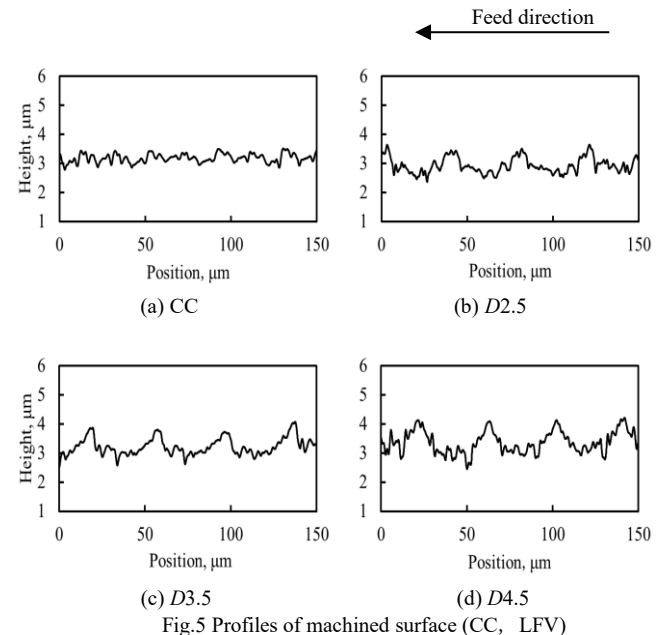 Feed direction
6
5
4
3
2
1
Height, μm
0 50 100 150
Position, μm
(a) CC
6
5
4
3
2
1
0 50 100 150
Position, μm
(b) D2.5
6
5
4
3
2
1
Height, μm
0 50 100 150
Position, μm
(c) D3.5
6
5
4
3
2
1
0 50 100 150
Position, μm
(d) D4.5
Fig.5 Profiles of machined surface (CC, LFV)